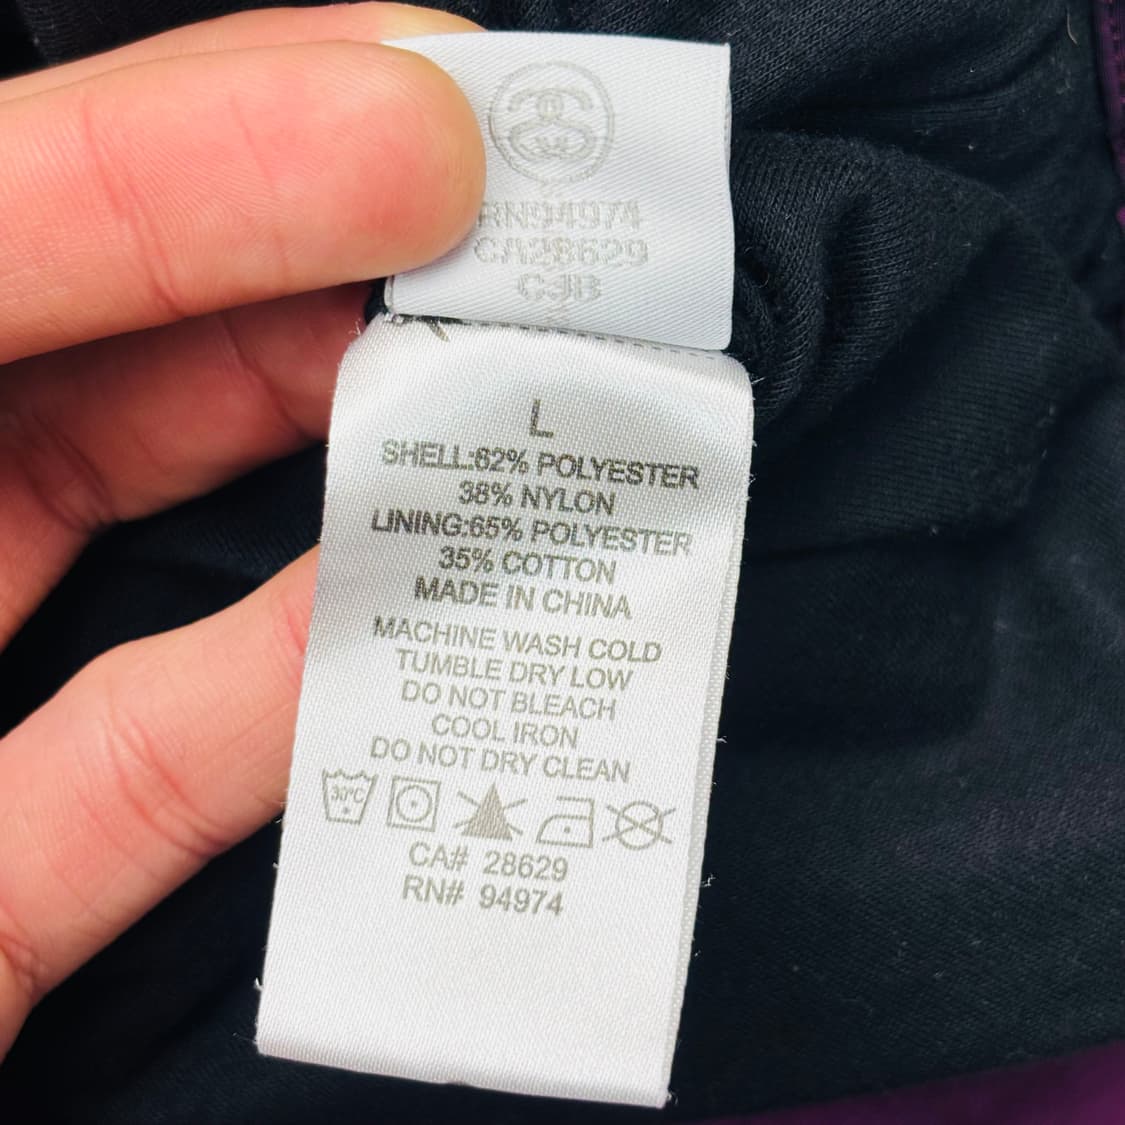 RN94974
CA28629
CJB
L
SHELL:62% POLYESTER
38% NYLON
LINING:65% POLYESTER
35% COTTON
MADE IN CHINA
MACHINE WASH COLD
TUMBLE DRY LOW
DO NOT BLEACH
COOL IRON
DO NOT DRY CLEAN
30°C
CA# 28629
RN# 94974